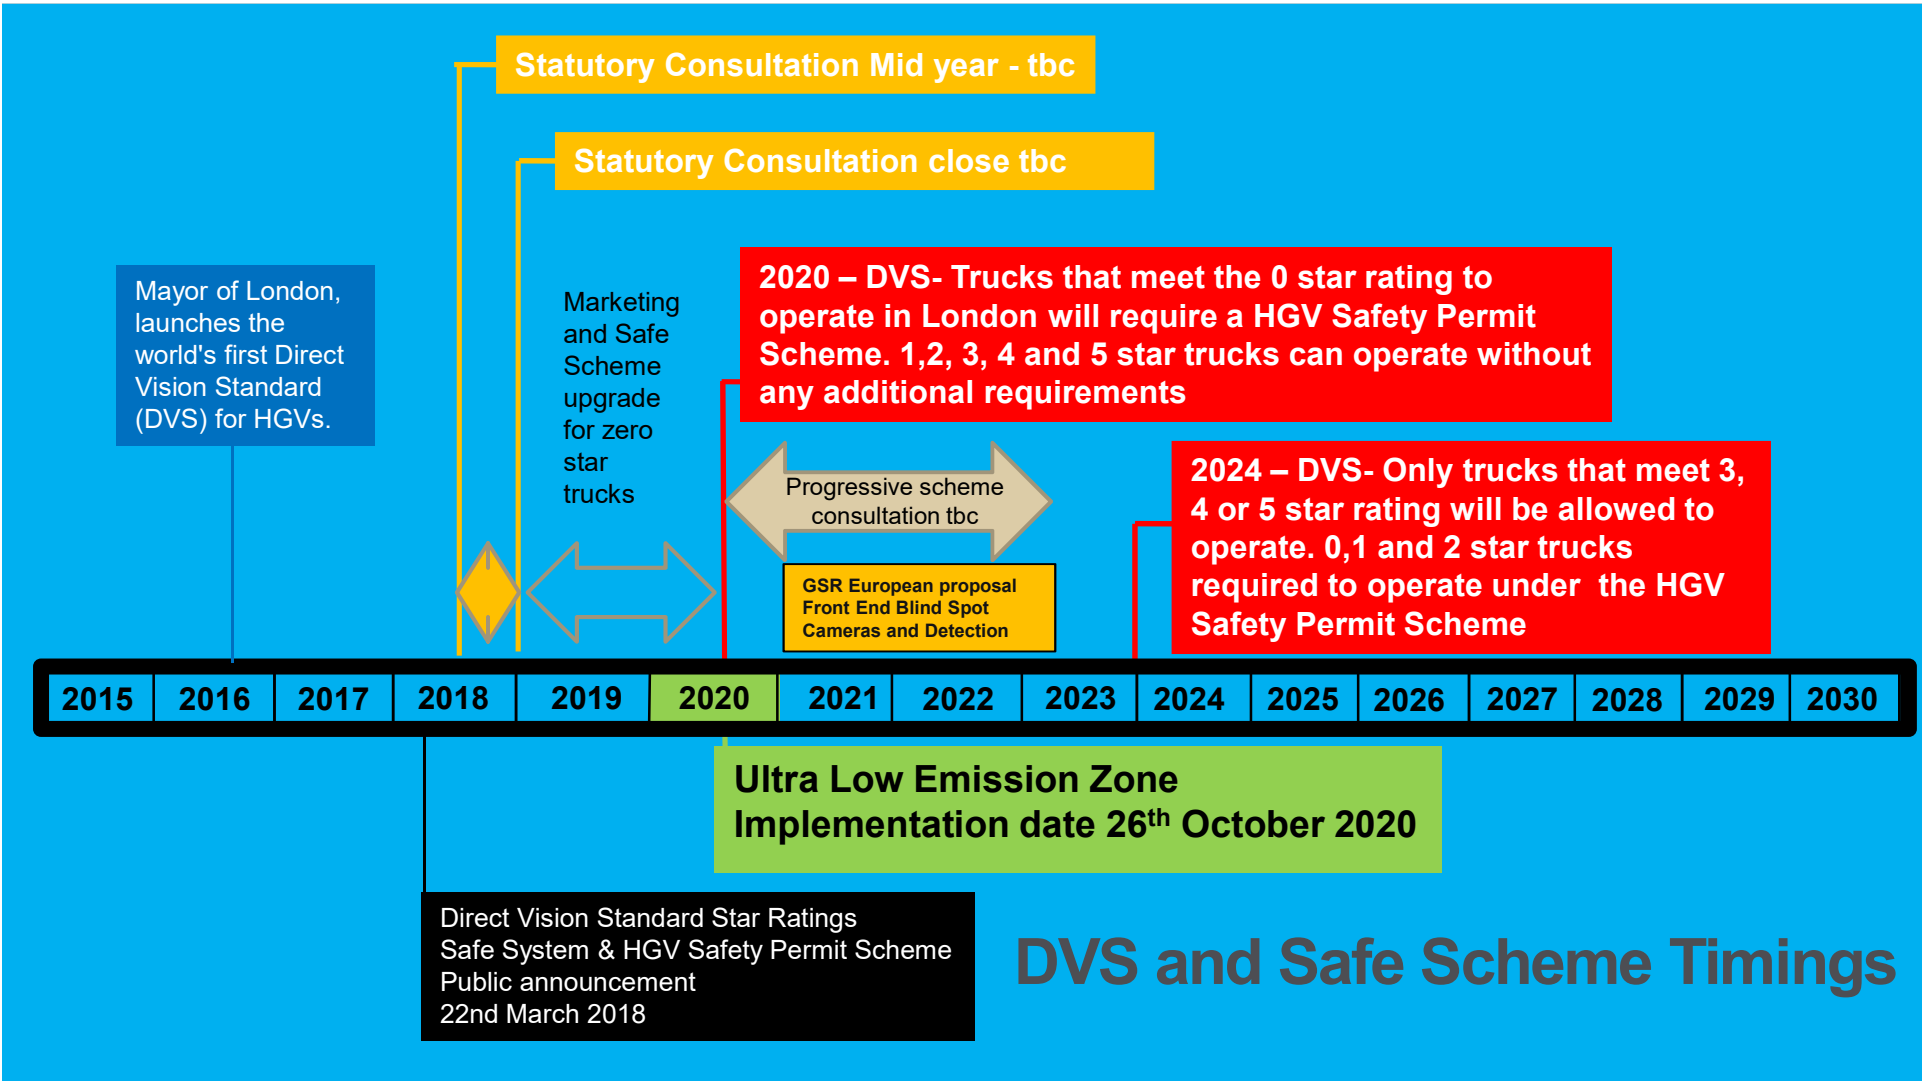 Statutory Consultation Mid year - tbc
Statutory Consultation close tbc
Mayor of London,
launches the
world's first Direct
Vision Standard
(DVS) for HGVs.
Marketing
and Safe
Scheme
upgrade
for zero
star
trucks
2020 – DVS- Trucks that meet the 0 star rating to
operate in London will require a HGV Safety Permit
Scheme. 1,2, 3, 4 and 5 star trucks can operate without
any additional requirements
Progressive scheme
consultation tbc
GSR European proposal
Front End Blind Spot
Cameras and Detection
2024 – DVS- Only trucks that meet 3,
4 or 5 star rating will be allowed to
operate. 0,1 and 2 star trucks
required to operate under  the HGV
Safety Permit Scheme
2015 2016 2017 2018 2019 2020 2021 2022 2023 2024 2025 2026 2027 2028 2029 2030
Ultra Low Emission Zone
Implementation date 26th October 2020
Direct Vision Standard Star Ratings
Safe System & HGV Safety Permit Scheme
Public announcement
22nd March 2018
DVS and Safe Scheme Timings